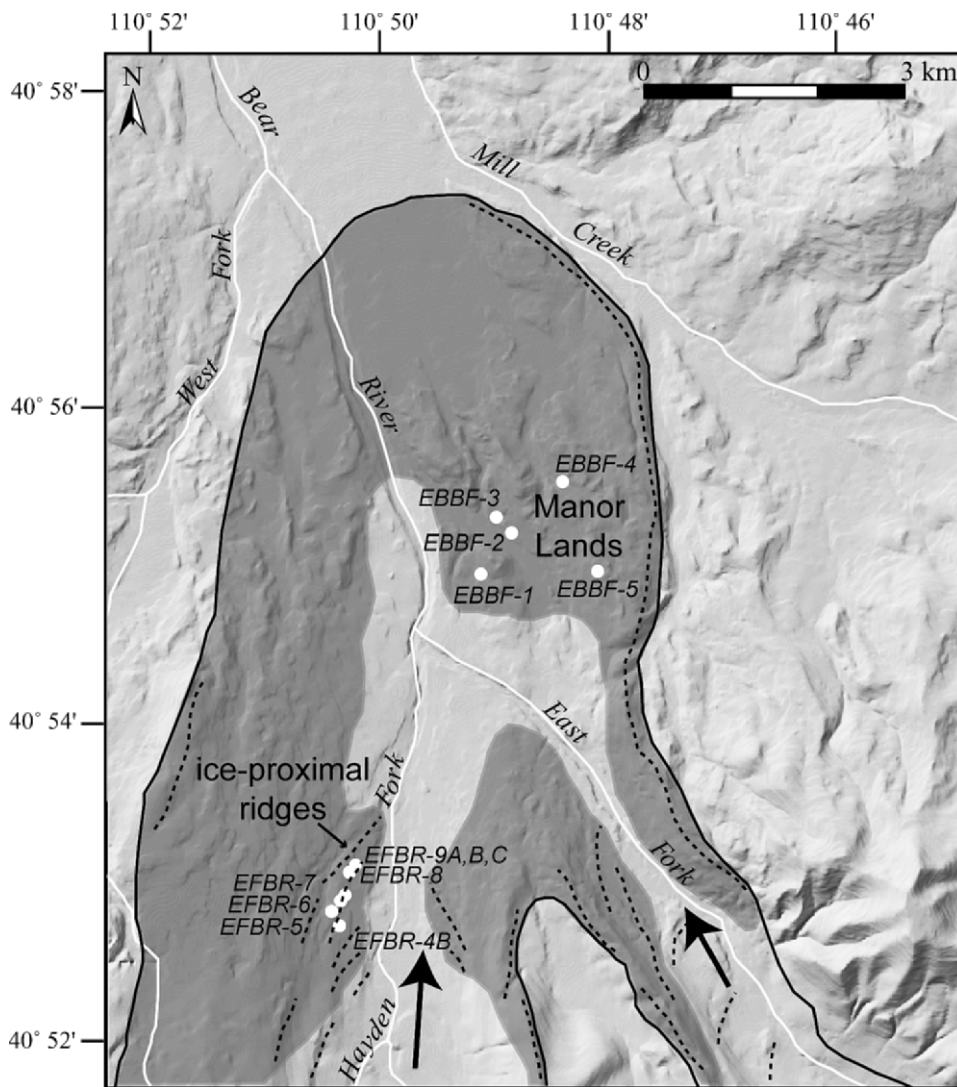 110° 52'
110° 50'
110° 48'
110° 46'
40° 58'
N
0
3 km
Bear
Mill
Creek
Fork
West
River
40° 56'
EBBF-4
EBBF-3
Manor
Lands
EBBF-2
EBBF-1
EBBF-5
40° 54'
East
Fork
ice-proximal
ridges
Fork
EFBR-9A,B,C
EFBR-8
EFBR-7
EFBR-6
EFBR-5
EFBR-4B
Hayden
40° 52'